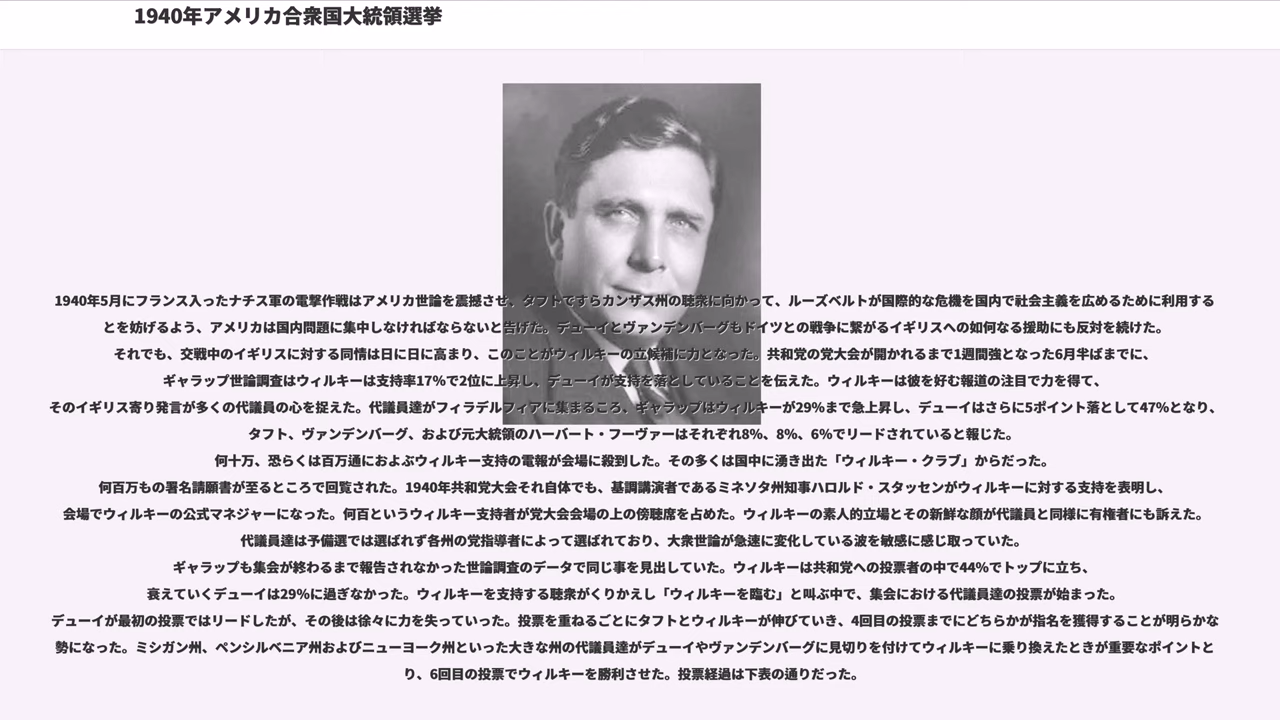 1940年アメリカ合衆国大統領選挙
1940年5月にフランス入ったナチス軍の電撃作戦はアメリカ世論を震撼させ、タフトですらカンザス州の聴衆に向かって、ルーズベルトが国際的な危機を国内で社会主義を広めるために利用する
とを妨げるよう、アメリカは国内問題に集中しなければならないと告げた。デューイとヴァンデンバーグもドイツとの戦争に繋がるイギリスへの如何なる援助にも反対を続けた。
それでも、交戦中のイギリスに対する同情は日に日に高まり、このことがウィルキーの立候補に力となった。共和党の党大会が開かれるまで1週間強となった6月半ばまでに、
ギャラップ世論調査はウィルキーは支持率17%で2位に上昇し、デューイが支持を落としていることを伝えた。ウィルキーは彼を好む報道の注目で力を得て、
そのイギリス寄り発言が多くの代議員の心を捉えた。代議員達がフィラデルフィアに集まるころ、ギャラップはウィルキーが29%まで急上昇し、デューイはさらに5ポイント落として47%となり、
タフト、ヴァンデンバーグ、および元大統領のハーバート・フーヴァーはそれぞれ8%、8%、6%でリードされていると報じた。
何十万、恐らくは百万通におよぶウィルキー支持の電報が会場に殺到した。その多くは国中に湧き出た「ウィルキー・クラブ」からだった。
何百万もの署名請願書が至るところで回覧された。1940年共和党大会それ自体でも、基調講演者であるミネソタ州知事ハロルド・スタッセンがウィルキーに対する支持を表明し、
会場でウィルキーの公式マネジャーになった。何百というウィルキー支持者が党大会会場の上の傍聴席を占めた。ウィルキーの素人的立場とその新鮮な顔が代議員と同様に有権者にも訴えた。
代議員達は予備選では選ばれず各州の党指導者によって選ばれており、大衆世論が急速に変化している波を敏感に感じ取っていた。
ギャラップも集会が終わるまで報告されなかった世論調査のデータで同じ事を見出していた。ウィルキーは共和党への投票者の中で44%でトップに立ち、
衰えていくデューイは29%に過ぎなかった。ウィルキーを支持する聴衆がくりかえし「ウィルキーを臨む」と叫ぶ中で、集会における代議員達の投票が始まった。
デューイが最初の投票ではリードしたが、その後は徐々に力を失っていった。投票を重ねるごとにタフトとウィルキーが伸びていき、4回目の投票までにどちらかが指名を獲得することが明らかな
勢になった。ミシガン州、ペンシルベニア州およびニューヨーク州といった大きな州の代議員達がデューイやヴァンデンバーグに見切りを付けてウィルキーに乗り換えたときが重要なポイントと
り、6回目の投票でウィルキーを勝利させた。投票経過は下表の通りだった。